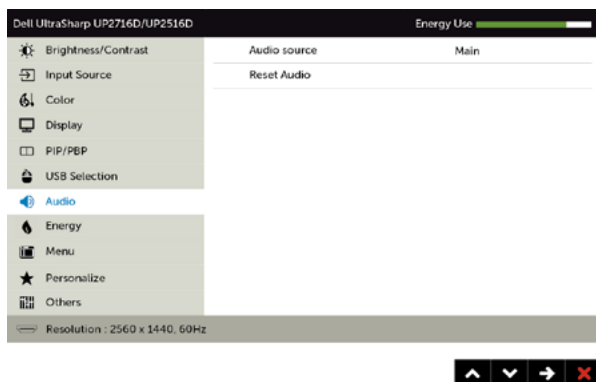 Dell UltraSharp UP2716D/UP2516D Energy Use
Brightness/Contrast Audio source Main
Input Source Reset Audio
Color
Display
PIP/PBP
USB Selection
Audio
Energy
Menu
Personalize
Others
Resolution : 2560 x 1440, 60Hz